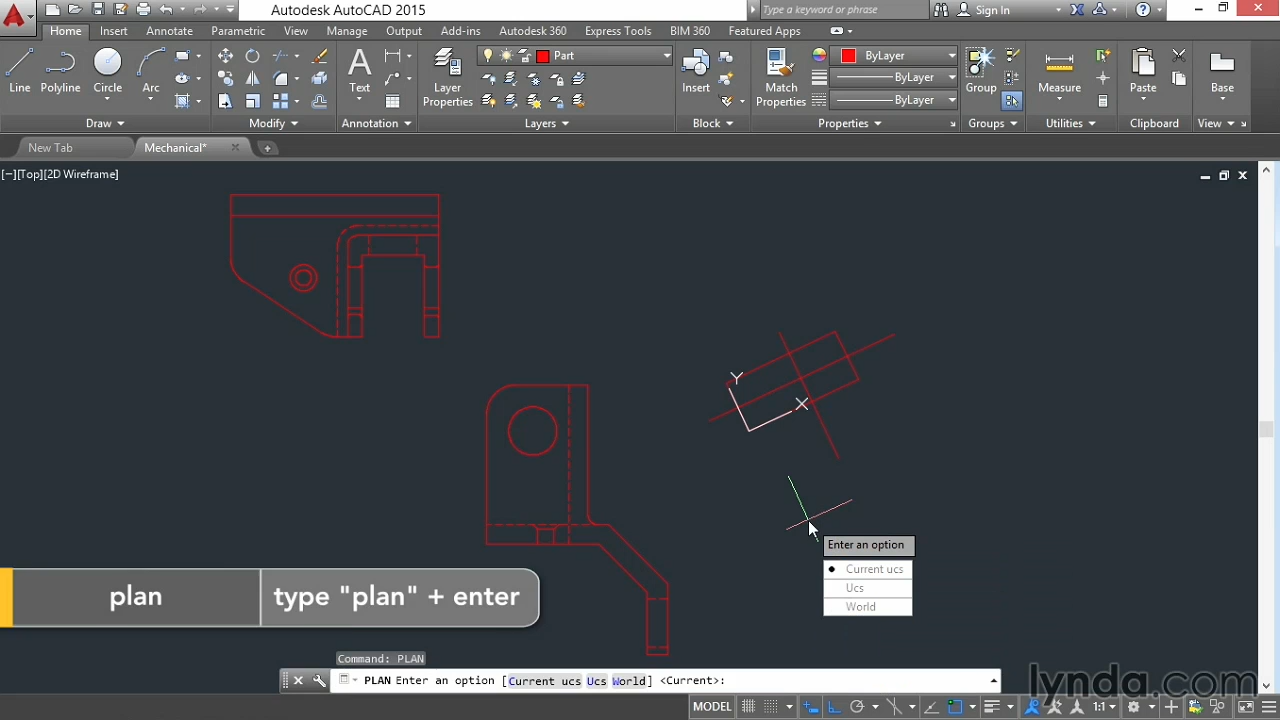 Autodesk AutoCAD 2015
Type a keyword or phrase
Sign In
Home Insert Annotate Parametric View Manage Output Add-ins Autodesk 360 Express Tools BIM 360 Featured Apps
Line Polyline Circle Arc
Text
Layer Properties
Part
Insert
Match Properties
ByLayer
ByLayer
ByLayer
Group
Measure
Paste
Base
Draw Modify Annotation Layers Block Properties Groups Utilities Clipboard View
New Tab Mechanical*
[−][Top][2D Wireframe]
Y
X
Enter an option
Current ucs
Ucs
World
plan type "plan" + enter
Command: PLAN
PLAN Enter an option [Current ucs Ucs World] <Current>:
lynda.com
MODEL 1:1